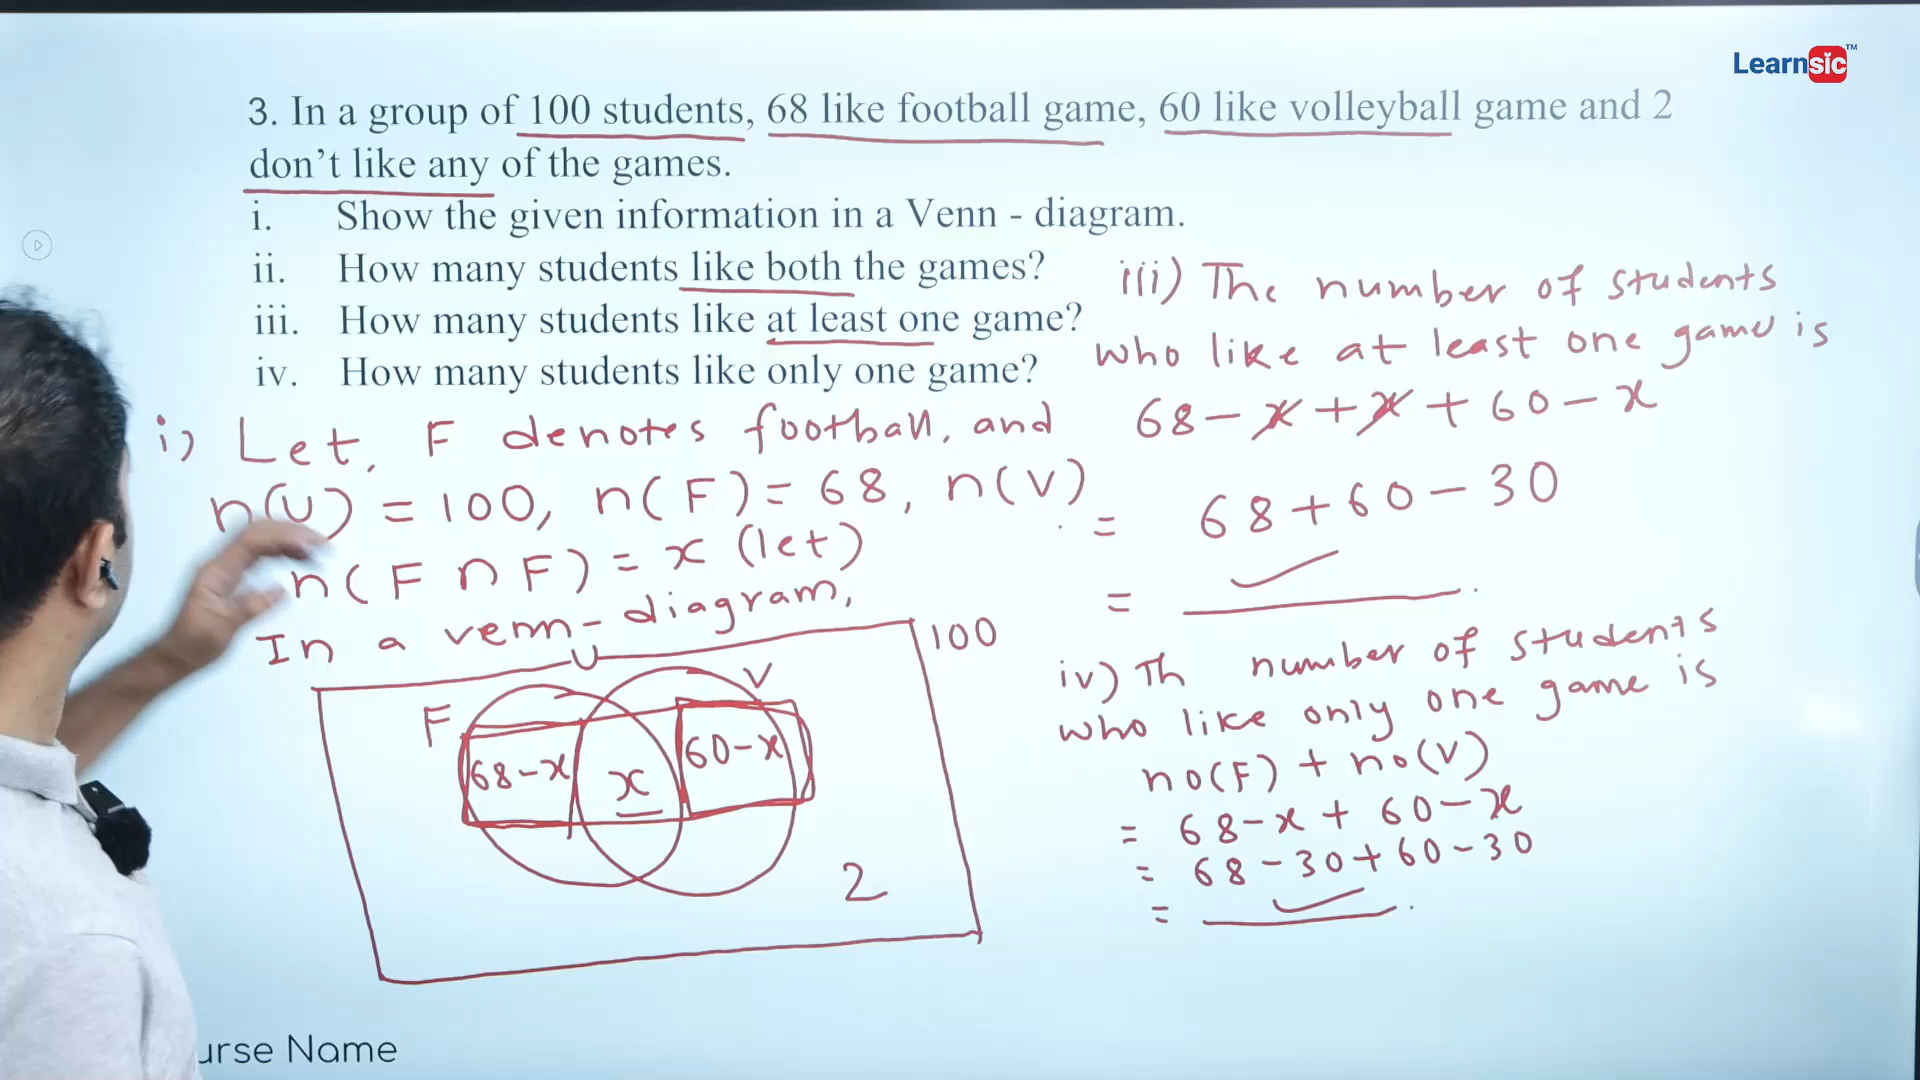 Learnsic™
3. In a group of 100 students, 68 like football game, 60 like volleyball game and 2
don't like any of the games.
i. Show the given information in a Venn - diagram.
ii. How many students like both the games?
iii. How many students like at least one game?
iv. How many students like only one game?
i) Let, F denotes football, and
n(U) = 100, n(F) = 68, n(V)
n(F ∩ F) = x (let)
In a venn-diagram,
U 100
F V
68-x x 60-x
2
iii) The number of students
who like at least one game is
68 - x + x + 60 - x
= 68 + 60 - 30
=
iv) Th number of students
who like only one game is
no(F) + no(V)
= 68-x + 60-x
= 68-30+60-30
=
urse Name